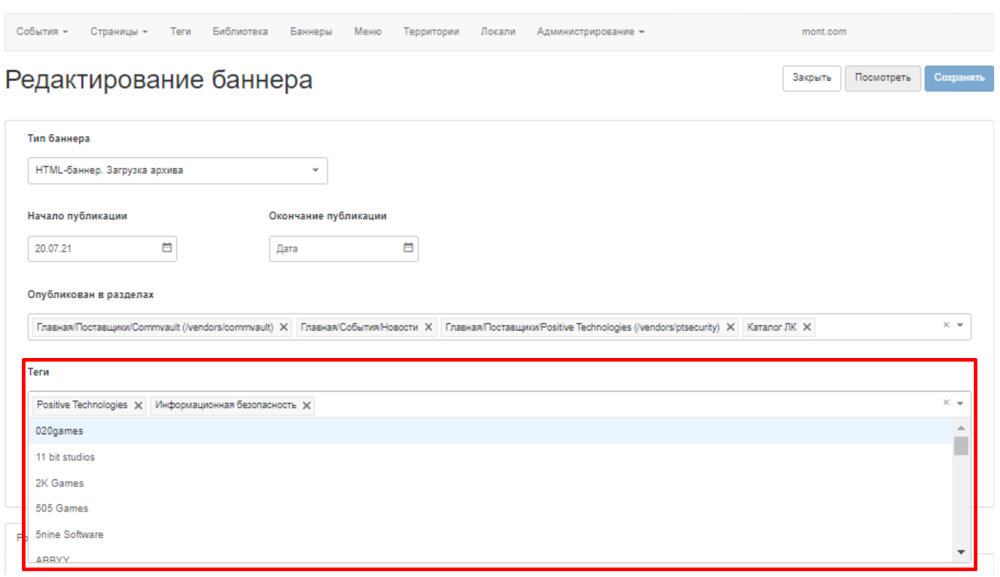 События Страницы Теги Библиотека Баннеры Меню Территории Локали Администрирование mont.com
Редактирование баннера Закрыть Посмотреть Сохранить
Тип баннера
HTML-баннер. Загрузка архива
Начало публикации Окончание публикации
20.07.21 Дата
Опубликован в разделах
Главная/Поставщики/Commvault (/vendors/commvault) Главная/События/Новости Главная/Поставщики/Positive Technologies (/vendors/ptsecurity) Каталог ЛК
Теги
Positive Technologies Информационная безопасность
020games
11 bit studios
2K Games
505 Games
5nine Software
ABBYY